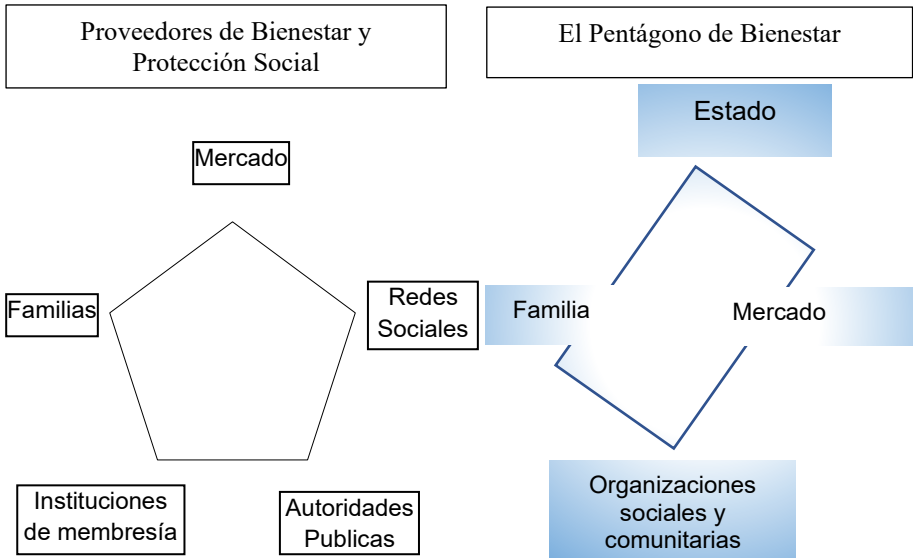 Proveedores de Bienestar y
Protección Social
Mercado
Familias
Redes
Sociales
Instituciones
de membresía
Autoridades
Publicas
El Pentágono de Bienestar
Estado
Familia
Mercado
Organizaciones
sociales y
comunitarias